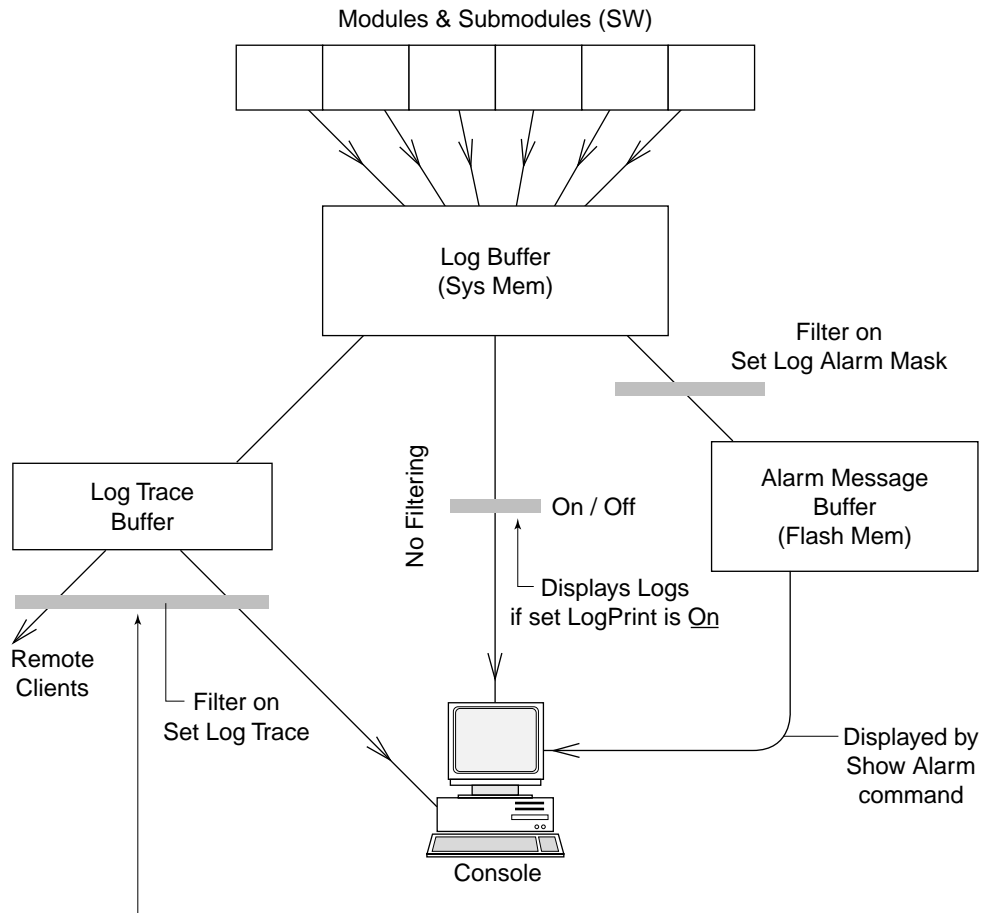 Modules & Submodules (SW)
Log Buffer
(Sys Mem)
Filter on
Set Log Alarm Mask
Log Trace
Buffer
No Filtering
On / Off
Alarm Message
Buffer
(Flash Mem)
Displays Logs
if set LogPrint is On
Remote
Clients
Filter on
Set Log Trace
Displayed by
Show Alarm
command
Console